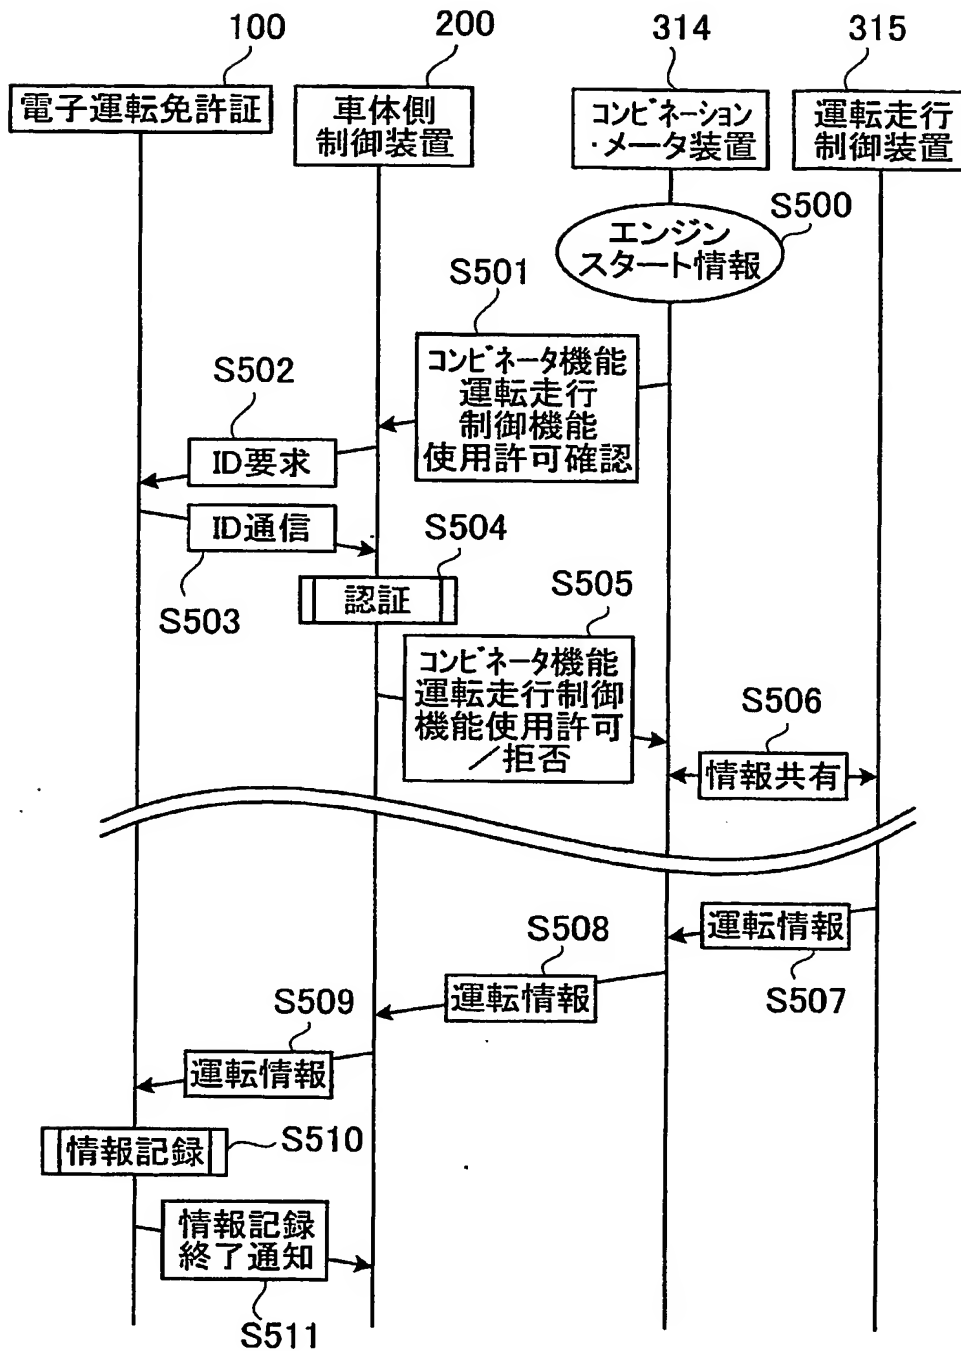 100
200
314
315
電子運転免許証
車体側
制御装置
コンビネーション
・メータ装置
運転走行
制御装置
S500
エンジン
スタート情報
S501
コンビネータ機能
運転走行
制御機能
使用許可確認
S502
ID要求
ID通信
S503
S504
認証
S505
コンビネータ機能
運転走行制御
機能使用許可
／拒否
S506
情報共有
運転情報
S507
S508
運転情報
S509
運転情報
情報記録
S510
情報記録
終了通知
S511